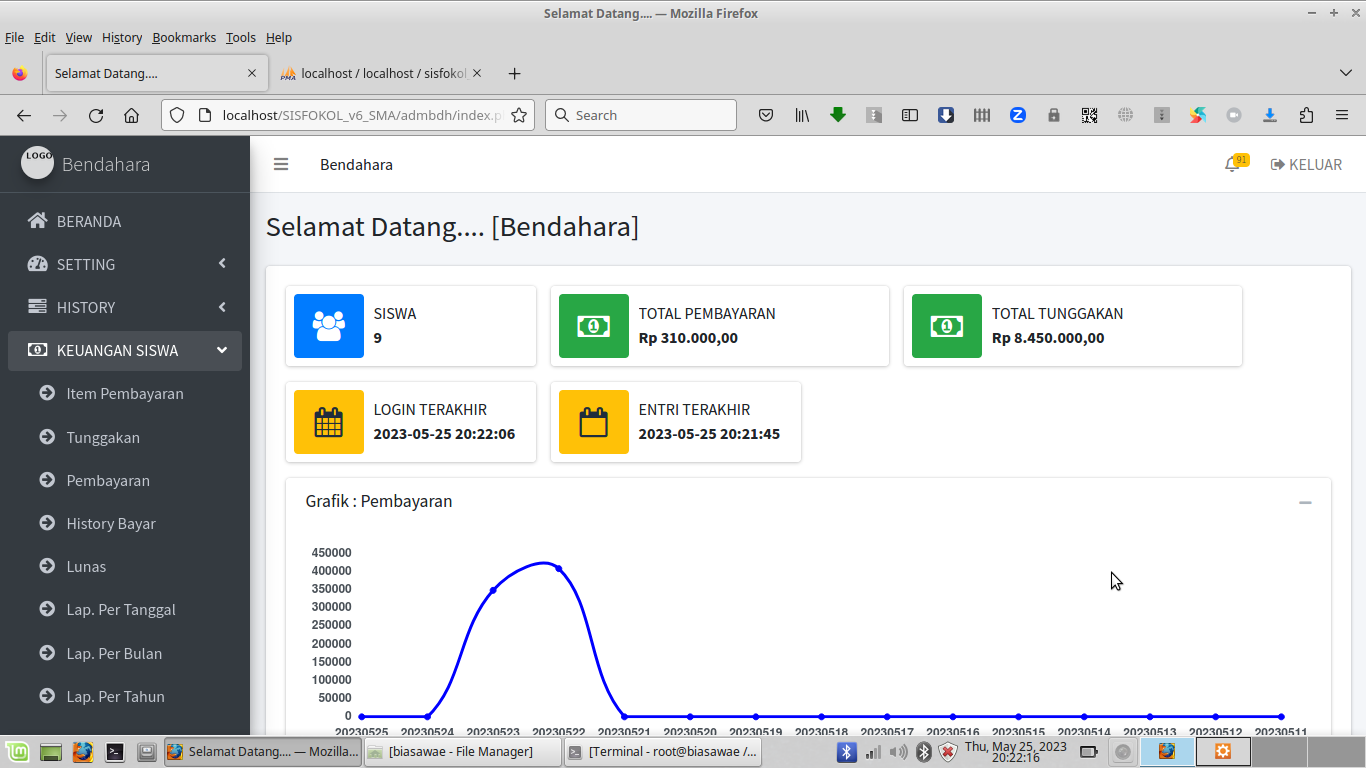 Selamat Datang.... — Mozilla Firefox
File Edit View History Bookmarks Tools Help
Selamat Datang....
localhost / localhost / sisfokol
localhost/SISFOKOL_v6_SMA/admbdh/index.p
Search
LOGO
Bendahara
Bendahara
91
KELUAR
BERANDA
SETTING
HISTORY
KEUANGAN SISWA
Item Pembayaran
Tunggakan
Pembayaran
History Bayar
Lunas
Lap. Per Tanggal
Lap. Per Bulan
Lap. Per Tahun
Selamat Datang.... [Bendahara]
SISWA
9
TOTAL PEMBAYARAN
Rp 310.000,00
TOTAL TUNGGAKAN
Rp 8.450.000,00
LOGIN TERAKHIR
2023-05-25 20:22:06
ENTRI TERAKHIR
2023-05-25 20:21:45
Grafik : Pembayaran
450000
400000
350000
300000
250000
200000
150000
100000
50000
0
20230525 20230524 20230523 20230522 20230521 20230520 20230519 20230518 20230517 20230516 20230515 20230514 20230513 20230512 20230511
Selamat Datang.... — Mozilla...
[biasawae - File Manager]
[Terminal - root@biasawae /...
Thu, May 25, 2023
20:22:16